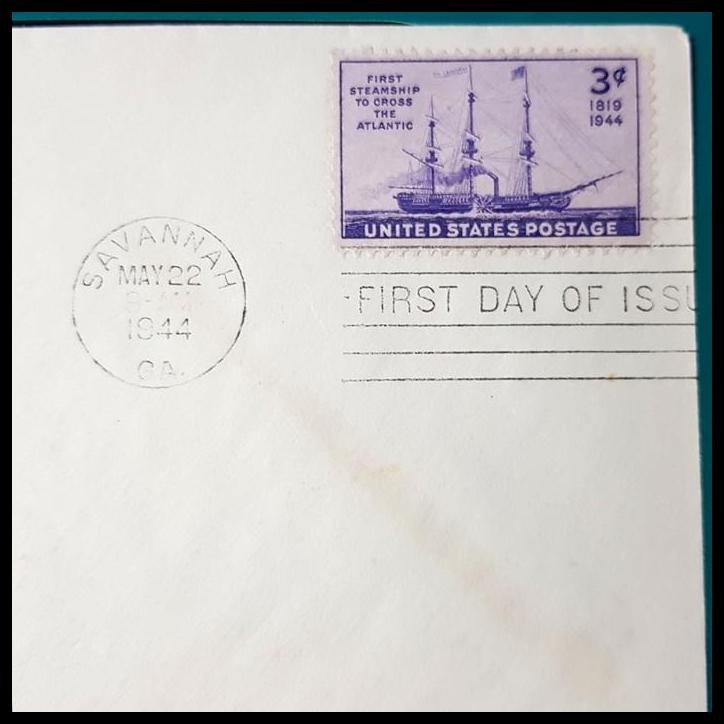 FIRST
STEAMSHIP
TO CROSS
THE
ATLANTIC
3¢
1819
1944
UNITED STATES POSTAGE
SAVANNAH
MAY 22
1944
GA.
FIRST DAY OF ISSU